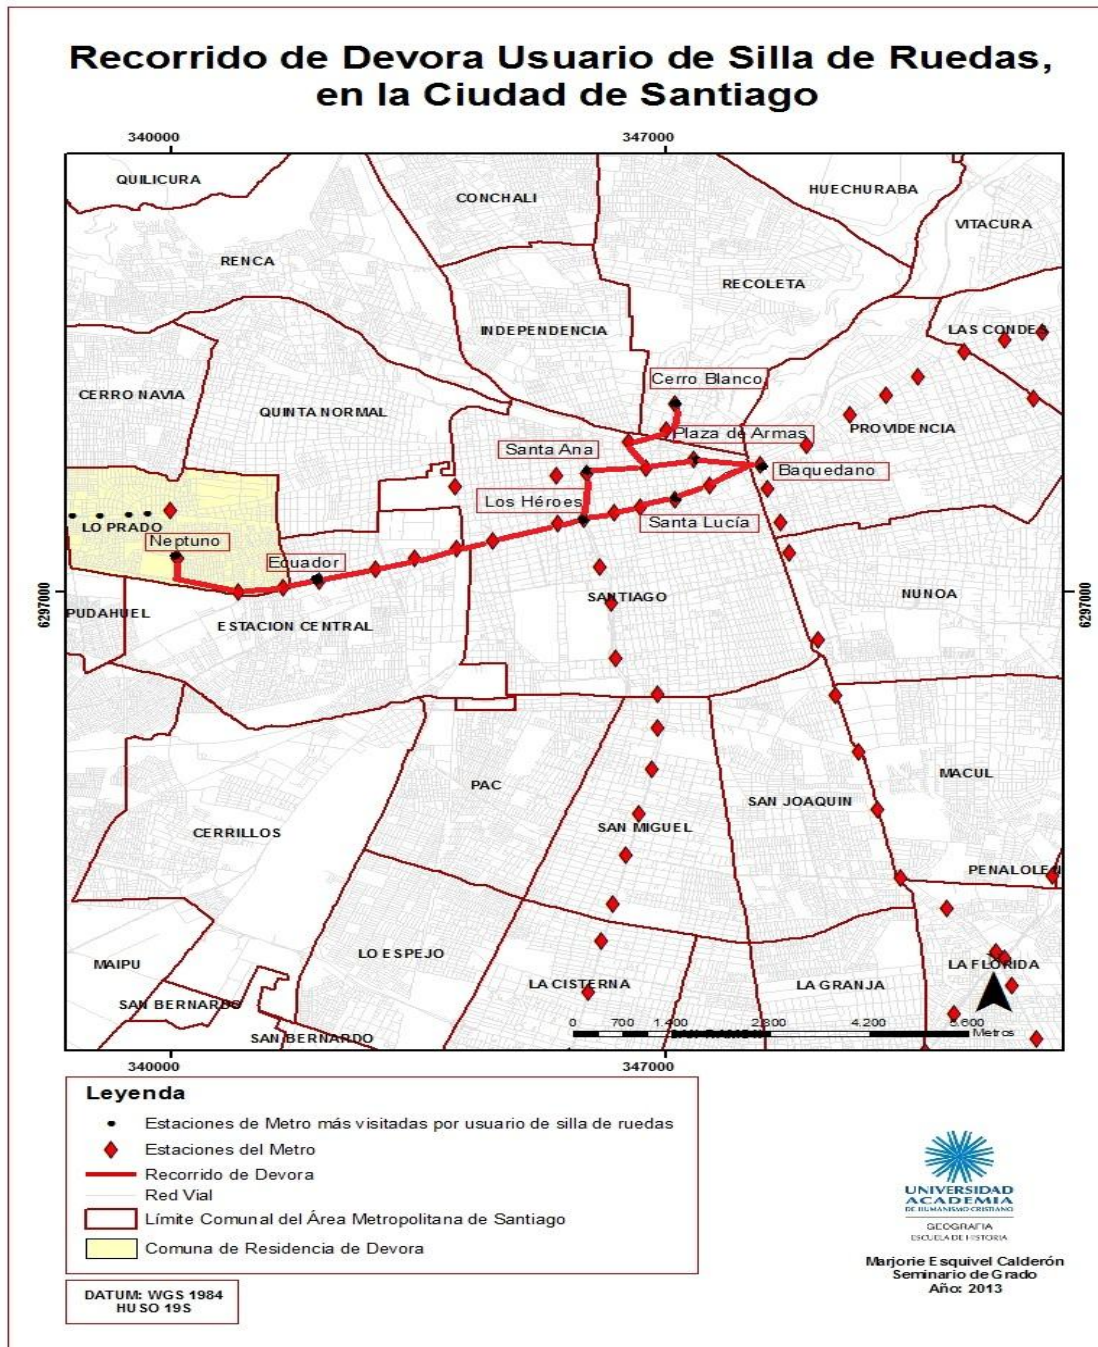 Recorrido de Devora Usuario de Silla de Ruedas,
en la Ciudad de Santiago
340000
347000
QUILICURA
HUECHURABA
CONCHALI
VITACURA
RENCA
RECOLETA
INDEPENDENCIA
LAS CONDES
Cerro Blanco
CERRO NAVIA
QUINTA NORMAL
PROVIDENCIA
Plaza de Armas
Santa Ana
Baquedano
Los Héroes
Santa Lucía
LO PRADO
Neptuno
Ecuador
6297000
6297000
SANTIAGO
NUNOA
PUDAHUEL
ESTACION CENTRAL
MACUL
PAC
SAN JOAQUIN
SAN MIGUEL
CERRILLOS
PENALOLEN
LO ESPEJO
MAIPU
LA FLORIDA
LA CISTERNA
LA GRANJA
SAN BERNARDO
SAN BERNARDO
0 700 1.400 2.800 4.200 5.600
Metros
340000
347000
Leyenda
Estaciones de Metro más visitadas por usuario de silla de ruedas
Estaciones del Metro
Recorrido de Devora
Red Vial
Límite Comunal del Área Metropolitana de Santiago
Comuna de Residencia de Devora
DATUM: WGS 1984
HUSO 19S
UNIVERSIDAD
ACADEMIA
DE HUMANISMO CRISTIANO
GEOGRAFIA
ESCUELA DE HISTORIA
Marjorie Esquivel Calderón
Seminario de Grado
Año: 2013